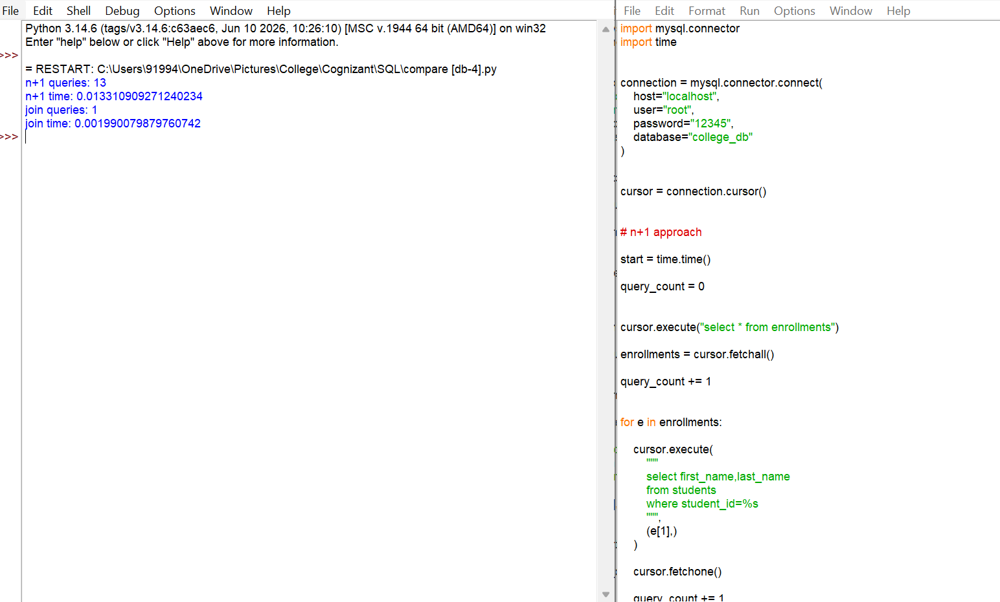 File Edit Shell Debug Options Window Help
Python 3.14.6 (tags/v3.14.6:c63aec6, Jun 10 2026, 10:26:10) [MSC v.1944 64 bit (AMD64)] on win32
Enter "help" below or click "Help" above for more information.
>>>
= RESTART: C:\Users\91994\OneDrive\Pictures\College\Cognizant\SQL\compare [db-4].py
n+1 queries: 13
n+1 time: 0.013310909271240234
join queries: 1
join time: 0.001990079879760742
>>>
File Edit Format Run Options Window Help
import mysql.connector
import time
connection = mysql.connector.connect(
    host="localhost",
    user="root",
    password="12345",
    database="college_db"
)
cursor = connection.cursor()
# n+1 approach
start = time.time()
query_count = 0
cursor.execute("select * from enrollments")
enrollments = cursor.fetchall()
query_count += 1
for e in enrollments:
    cursor.execute(
        """
        select first_name,last_name
        from students
        where student_id=%s
        """,
        (e[1],)
    )
    cursor.fetchone()
    query_count += 1